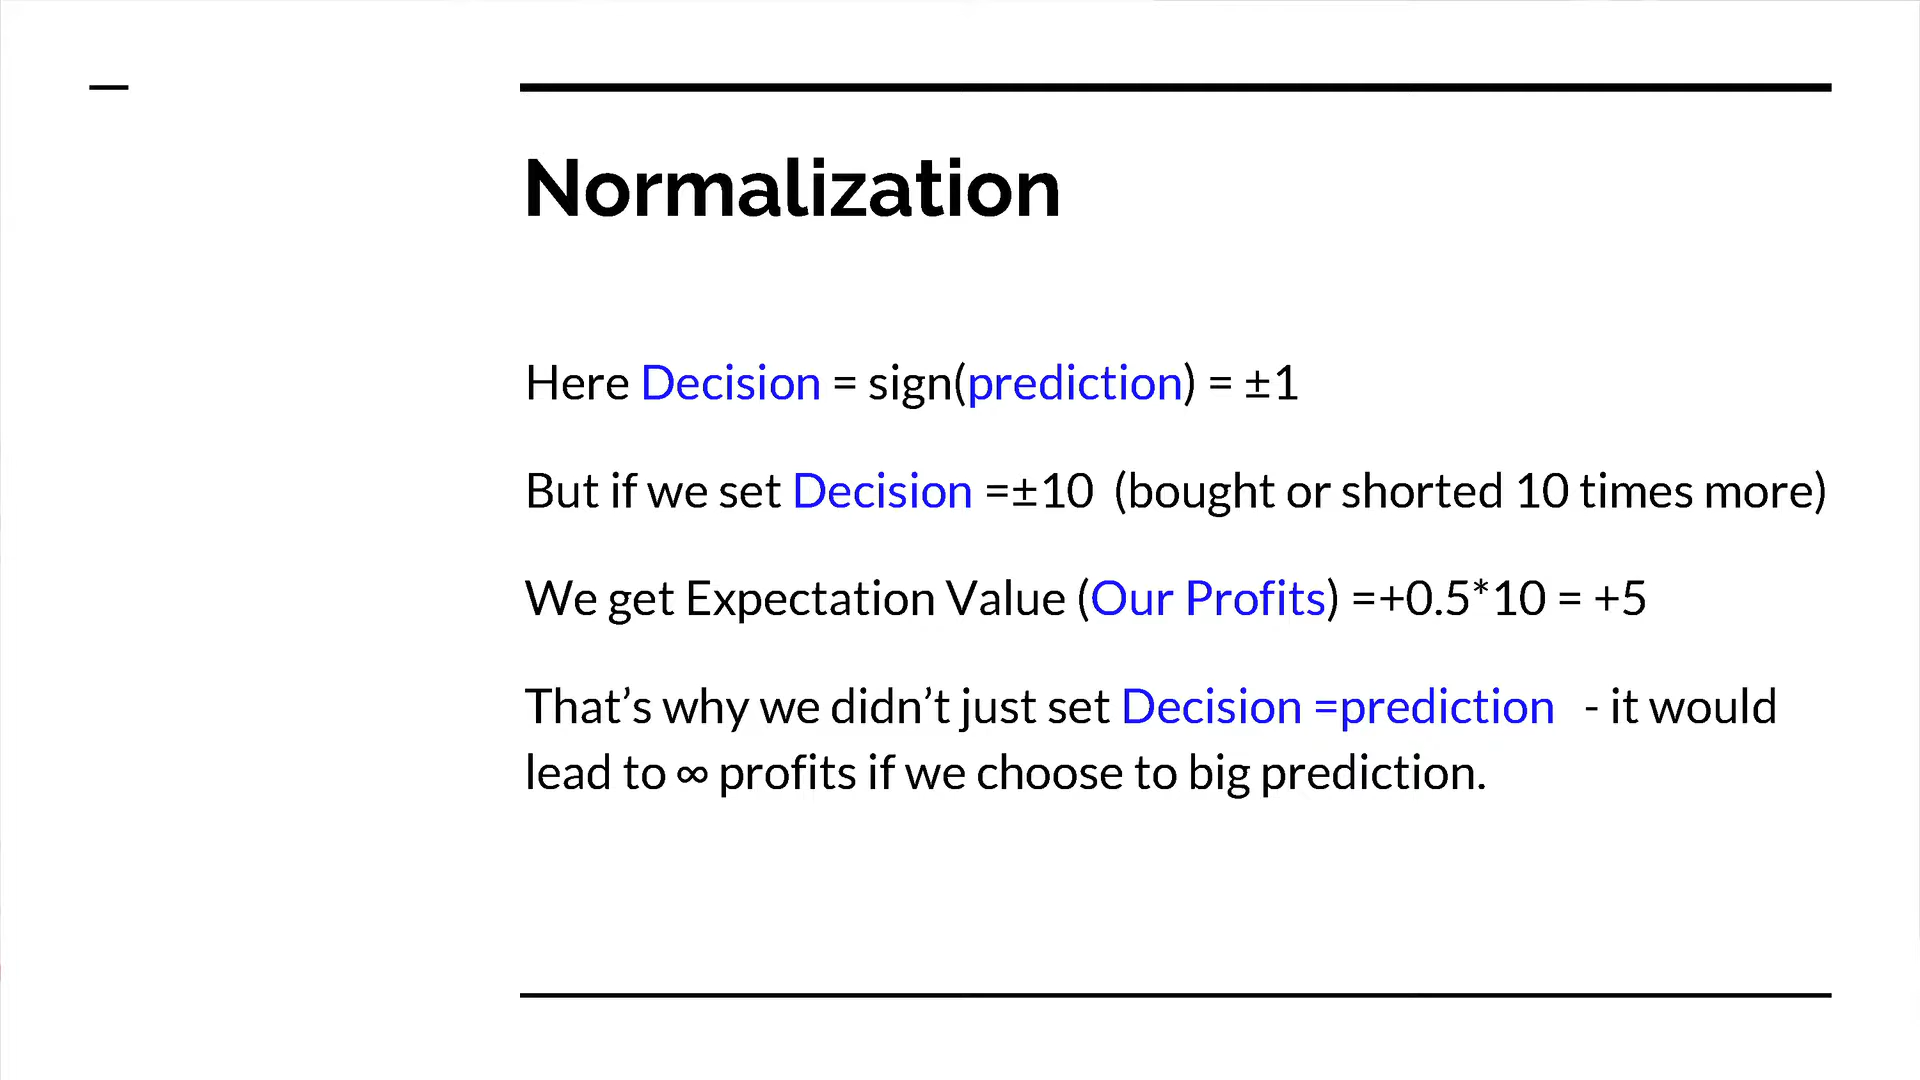 Normalization
Here Decision = sign(prediction) = ±1
But if we set Decision =±10 (bought or shorted 10 times more)
We get Expectation Value (Our Profits) =+0.5*10 = +5
That’s why we didn’t just set Decision =prediction - it would
lead to ∞ profits if we choose to big prediction.